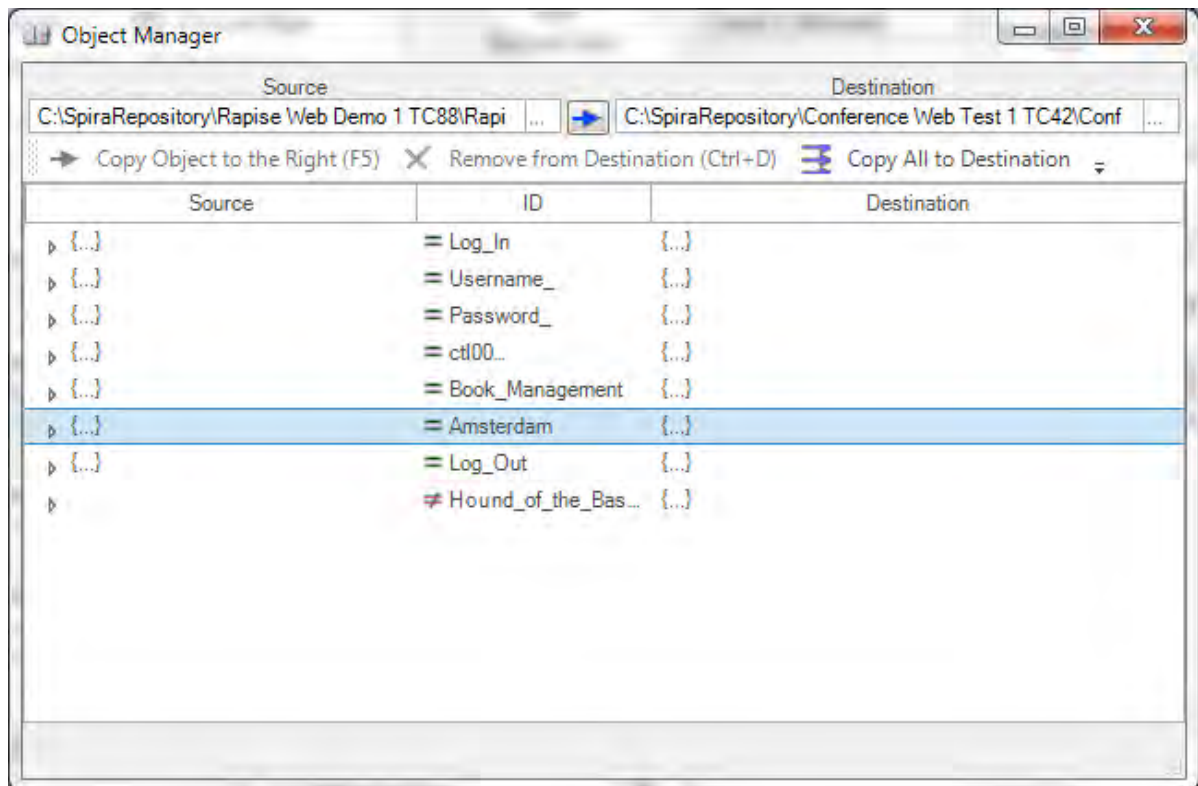 Object Manager
Source Destination
C:\SpiraRepository\Rapise Web Demo 1 TC88\Rapi ... C:\SpiraRepository\Conference Web Test 1 TC42\Conf ...
Copy Object to the Right (F5) Remove from Destination (Ctrl+D) Copy All to Destination
Source ID Destination
{...} = Log_In {...}
{...} = Username_ {...}
{...} = Password_ {...}
{...} = ctl00... {...}
{...} = Book_Management {...}
{...} = Amsterdam {...}
{...} = Log_Out {...}
≠ Hound_of_the_Bas... {...}